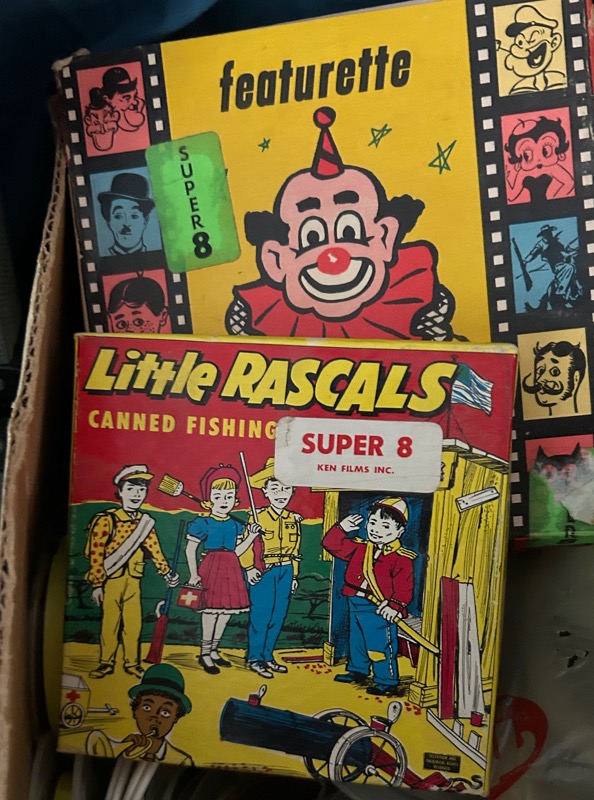 featurette
SUPER 8
Little RASCALS
CANNED FISHING
SUPER 8
KEN FILMS INC.